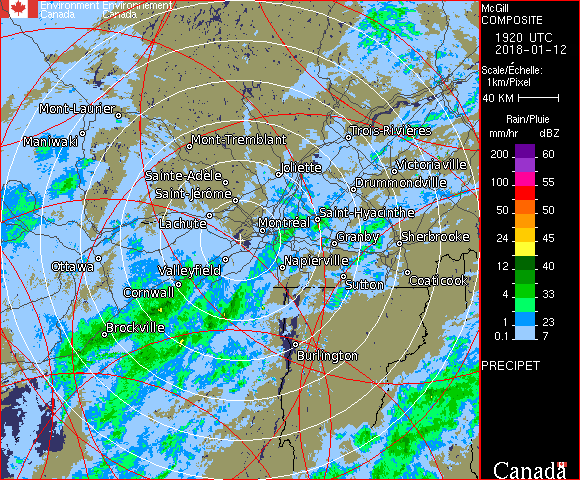 Environment Environnement
Canada Canada
McGill
COMPOSITE
1920 UTC
2018-01-12
Scale/Échelle:
1km/Pixel
40 KM
Rain/Pluie
mm/hr dBZ
200 60
100 55
50 50
24 45
12 40
4 33
1 23
0.1 7
PRECIPET
Canada
Mont-Laurier
Maniwaki
Mont-Tremblant
Trois-Rivières
Sainte-Adèle
Joliette
Victoriaville
Saint-Jérôme
Drummondville
Lachute
Montréal
Saint-Hyacinthe
Granby
Sherbrooke
Ottawa
Valleyfield
Napierville
Cornwall
Sutton
Coaticook
Brockville
Burlington